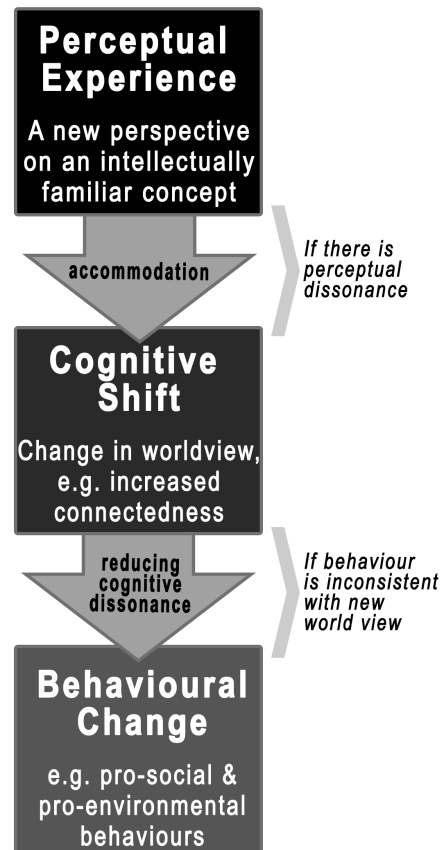 Perceptual
Experience
A new perspective
on an intellectually
familiar concept
accommodation
If there is
perceptual
dissonance
Cognitive
Shift
Change in worldview,
e.g. increased
connectedness
reducing
cognitive
dissonance
If behaviour
is inconsistent
with new
world view
Behavioural
Change
e.g. pro-social &
pro-environmental
behaviours